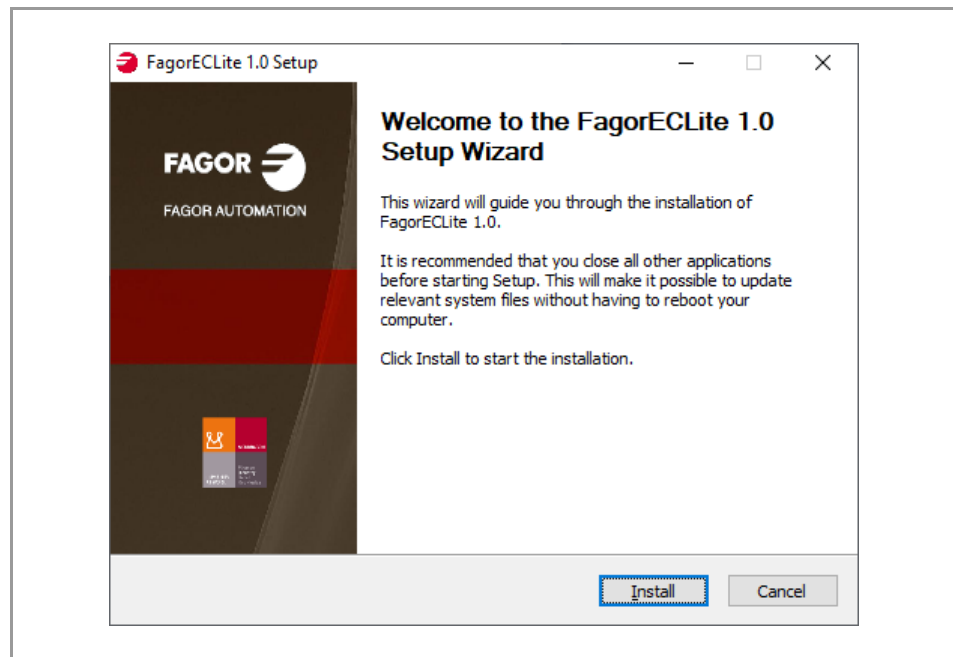 FagorECLite 1.0 Setup
FAGOR
FAGOR AUTOMATION
Welcome to the FagorECLite 1.0
Setup Wizard
This wizard will guide you through the installation of
FagorECLite 1.0.
It is recommended that you close all other applications
before starting Setup. This will make it possible to update
relevant system files without having to reboot your
computer.
Click Install to start the installation.
Install
Cancel